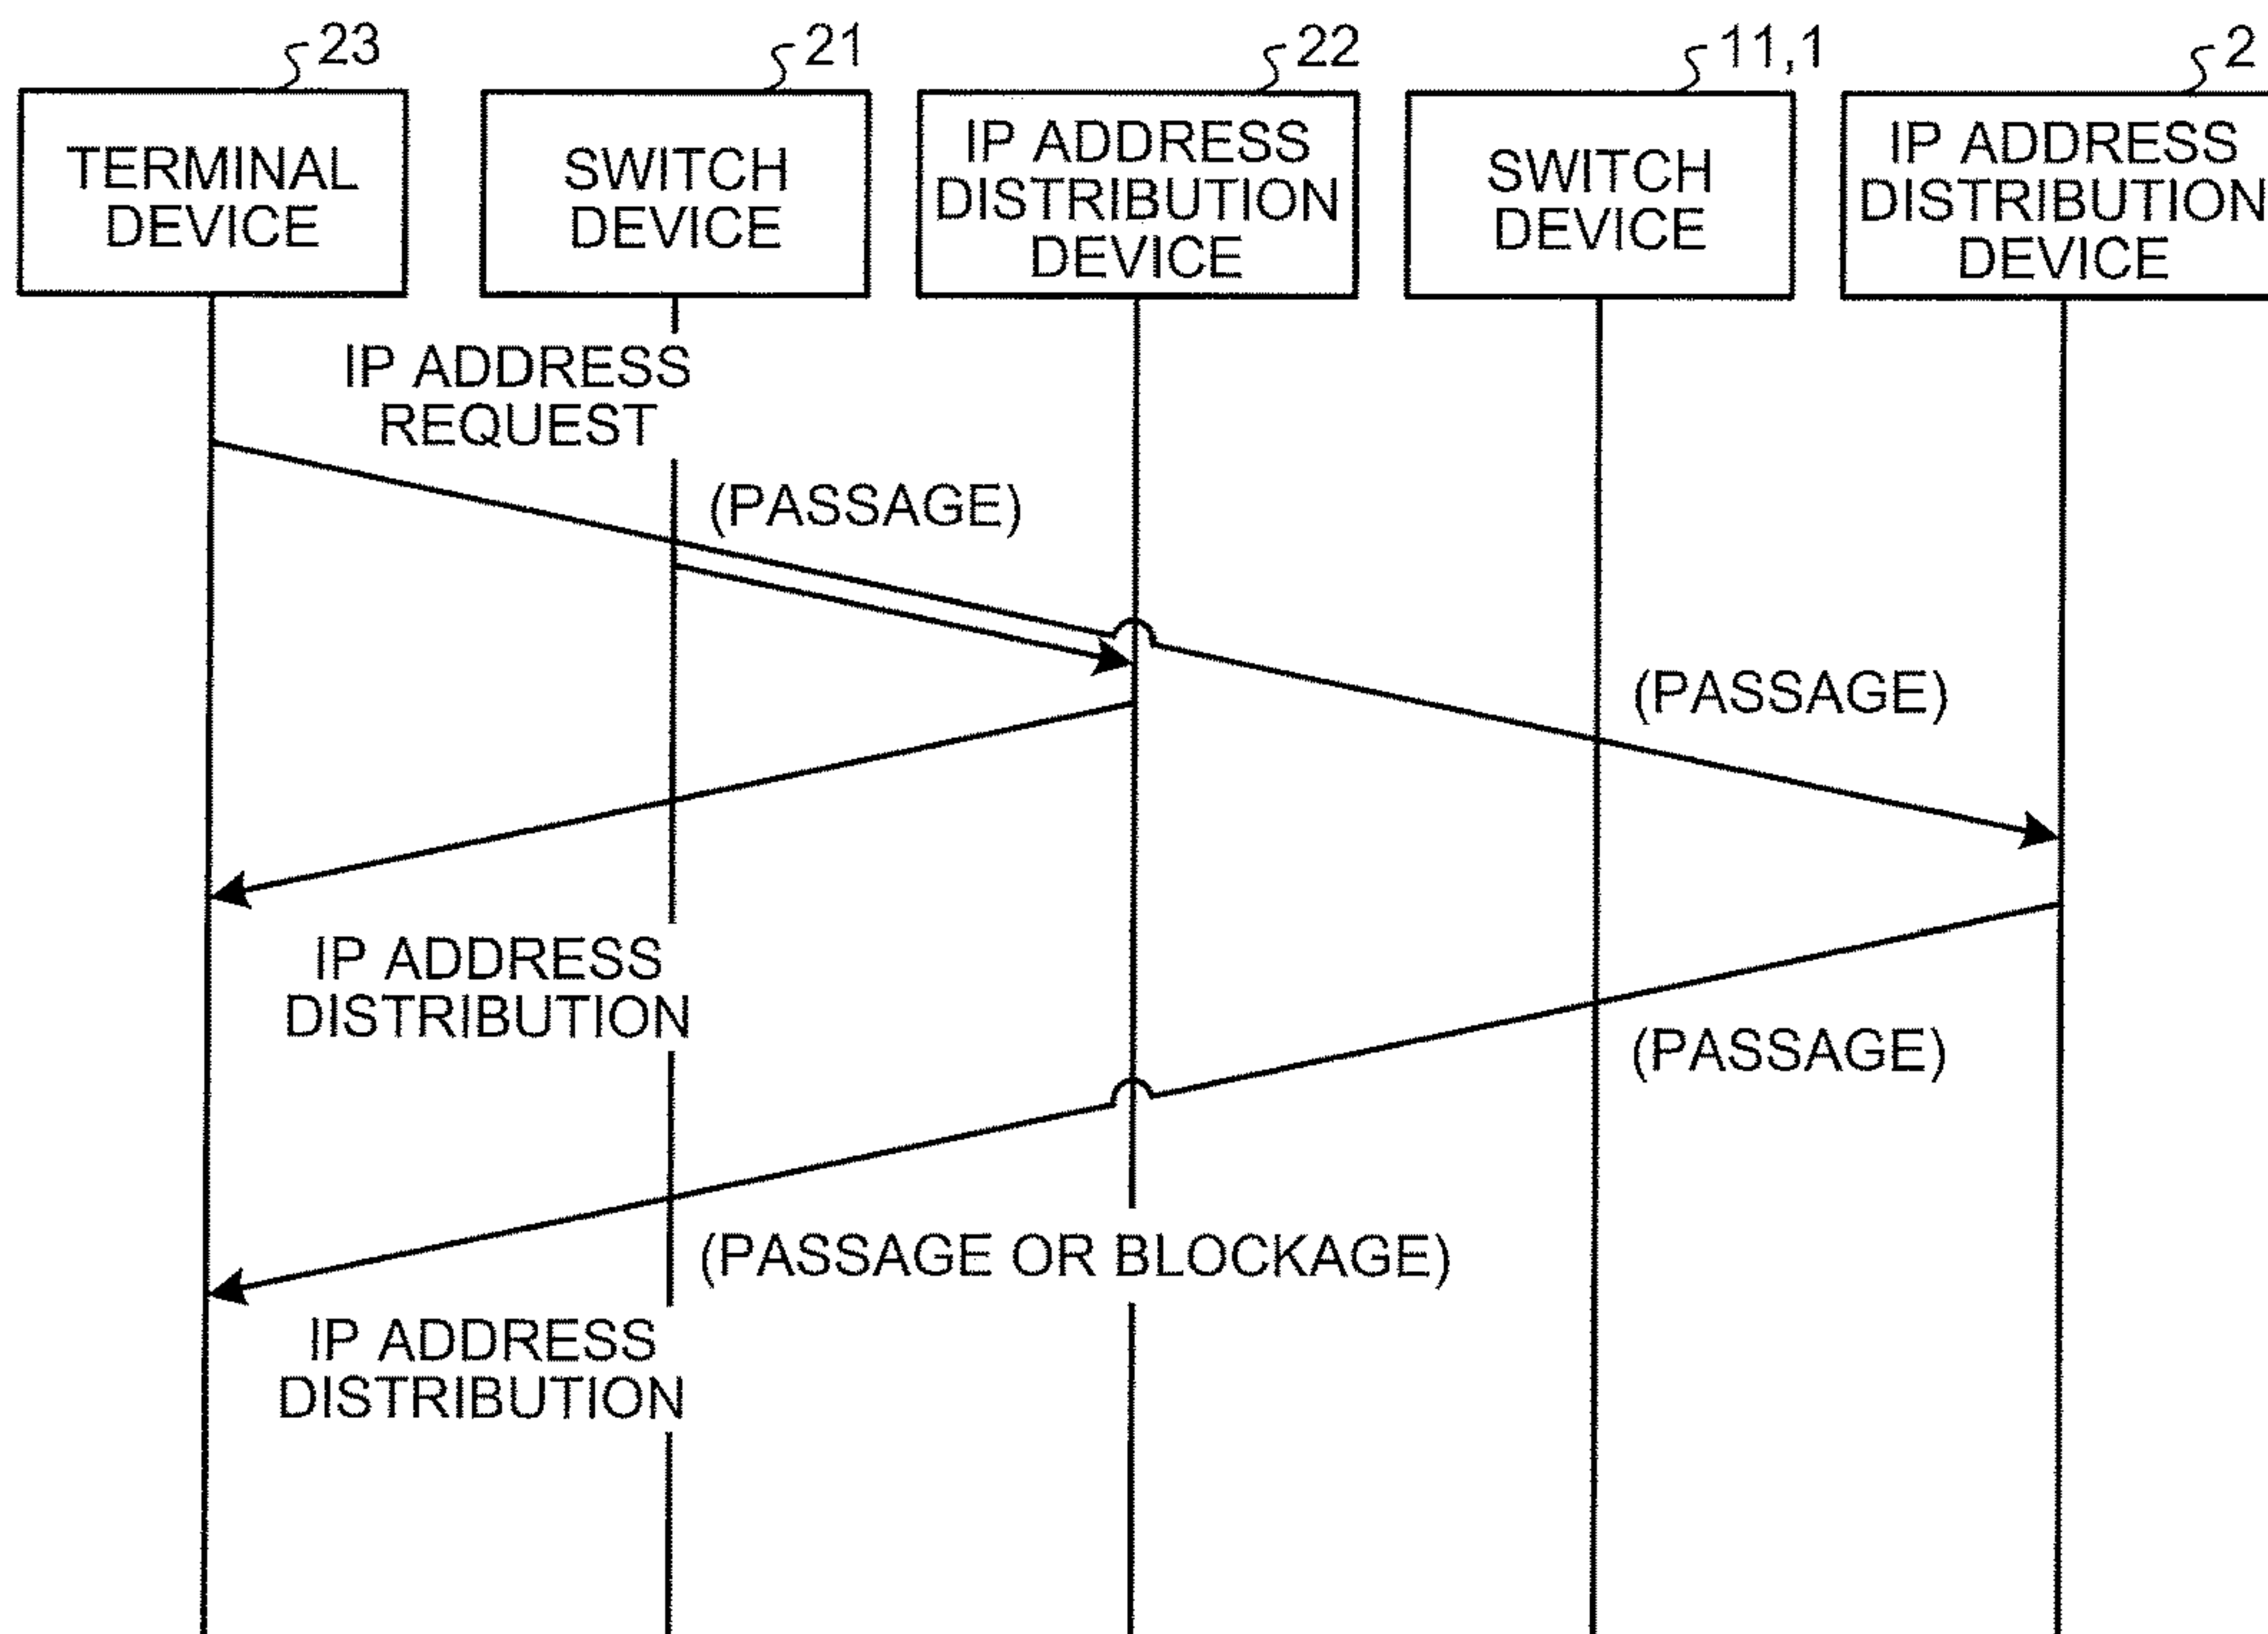 23
21
22
11,1
2
TERMINAL
DEVICE
SWITCH
DEVICE
IP ADDRESS
DISTRIBUTION
DEVICE
SWITCH
DEVICE
IP ADDRESS
DISTRIBUTION
DEVICE
IP ADDRESS
REQUEST
(PASSAGE)
(PASSAGE)
IP ADDRESS
DISTRIBUTION
(PASSAGE)
(PASSAGE OR BLOCKAGE)
IP ADDRESS
DISTRIBUTION